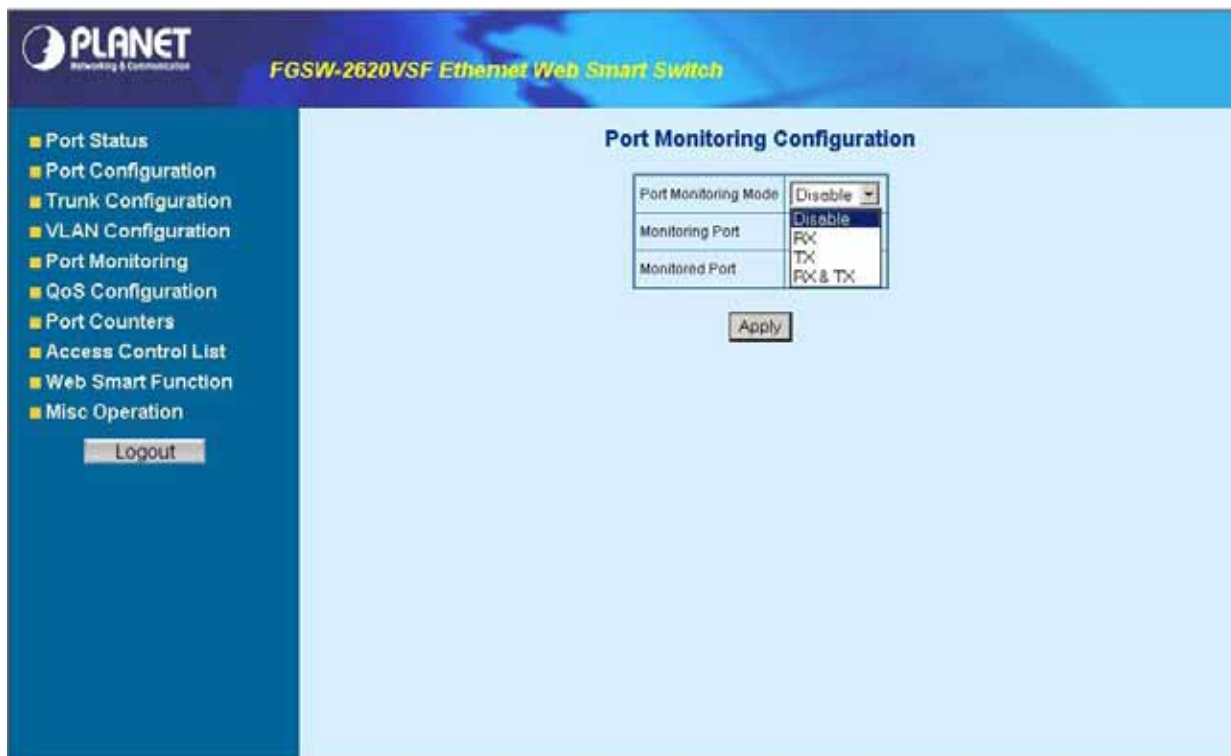 PLANET
Networking & Communication
FGSW-2620VSF Ethernet Web Smart Switch
Port Status
Port Configuration
Trunk Configuration
VLAN Configuration
Port Monitoring
QoS Configuration
Port Counters
Access Control List
Web Smart Function
Misc Operation
Logout
Port Monitoring Configuration
Port Monitoring Mode Disable
Disable
Monitoring Port
RX
TX
Monitored Port
RX & TX
Apply